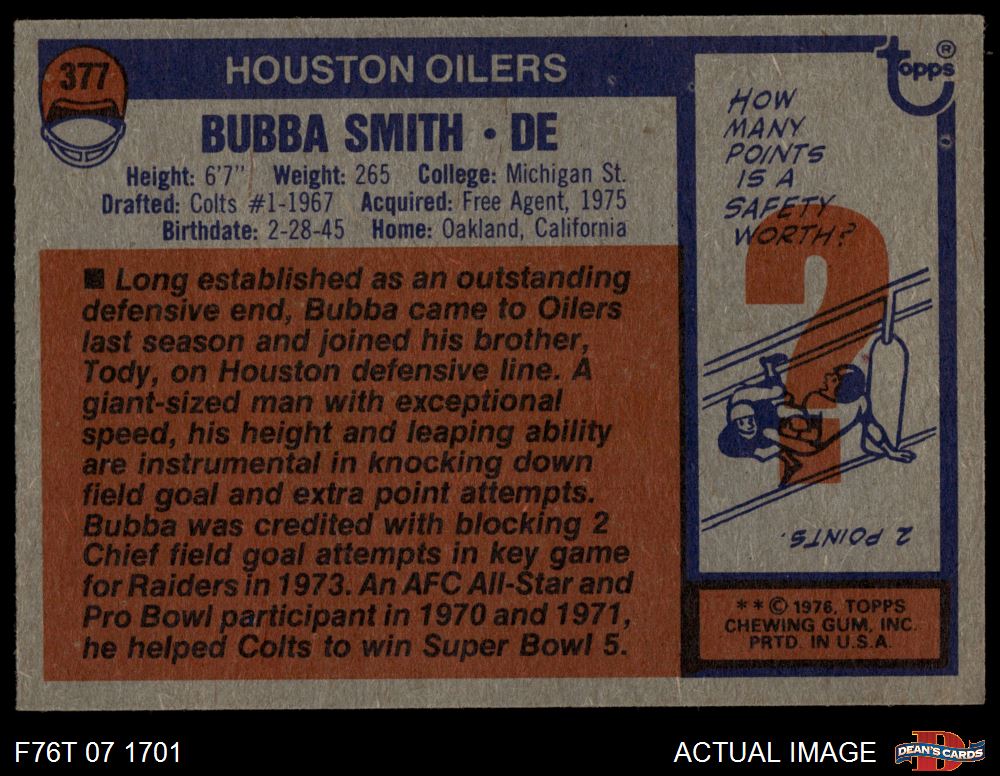 377
HOUSTON OILERS
BUBBA SMITH • DE
Height: 6'7" Weight: 265 College: Michigan St.
Drafted: Colts #1-1967 Acquired: Free Agent, 1975
Birthdate: 2-28-45 Home: Oakland, California
■ Long established as an outstanding
defensive end, Bubba came to Oilers
last season and joined his brother,
Tody, on Houston defensive line. A
giant-sized man with exceptional
speed, his height and leaping ability
are instrumental in knocking down
field goal and extra point attempts.
Bubba was credited with blocking 2
Chief field goal attempts in key game
for Raiders in 1973. An AFC All-Star and
Pro Bowl participant in 1970 and 1971,
he helped Colts to win Super Bowl 5.
topps®
HOW
MANY
POINTS
IS A
SAFETY
WORTH?
?
2 POINTS.
** © 1976, TOPPS
CHEWING GUM, INC.
PRTD. IN U.S.A.
F76T 07 1701
ACTUAL IMAGE
D
DEAN'S CARDS